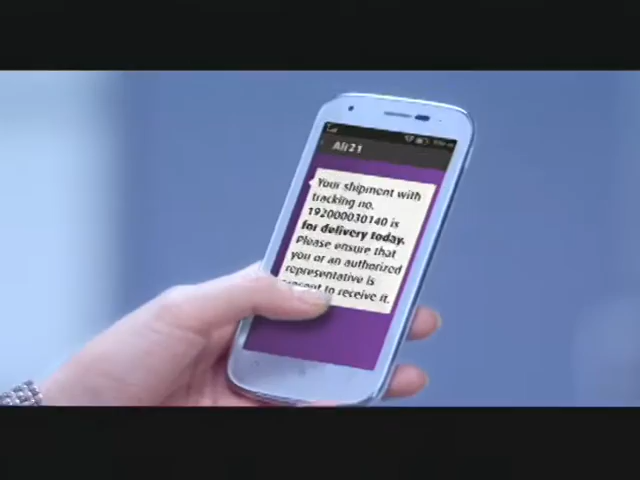 Air21
Your shipment with
tracking no.
192000030140 is
for delivery today.
Please ensure that
you or an authorized
representative is
present to receive it.